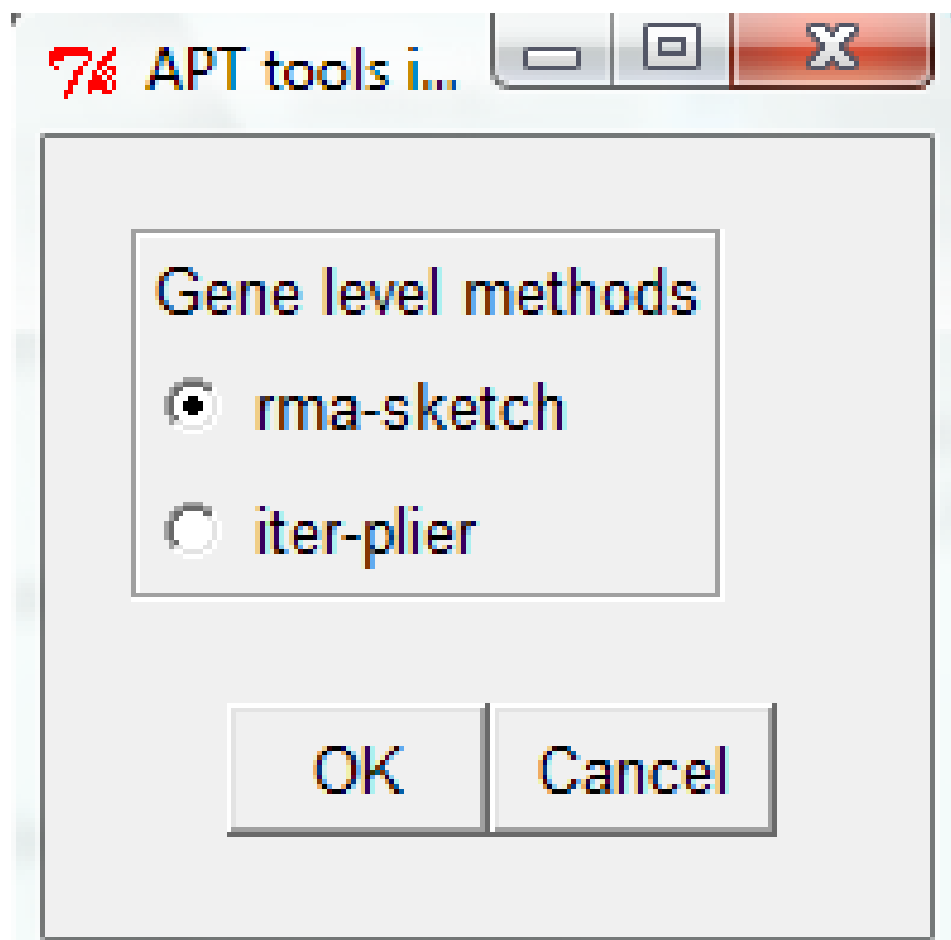 APT tools i...
Gene level methods
rma-sketch
iter-plier
OK Cancel